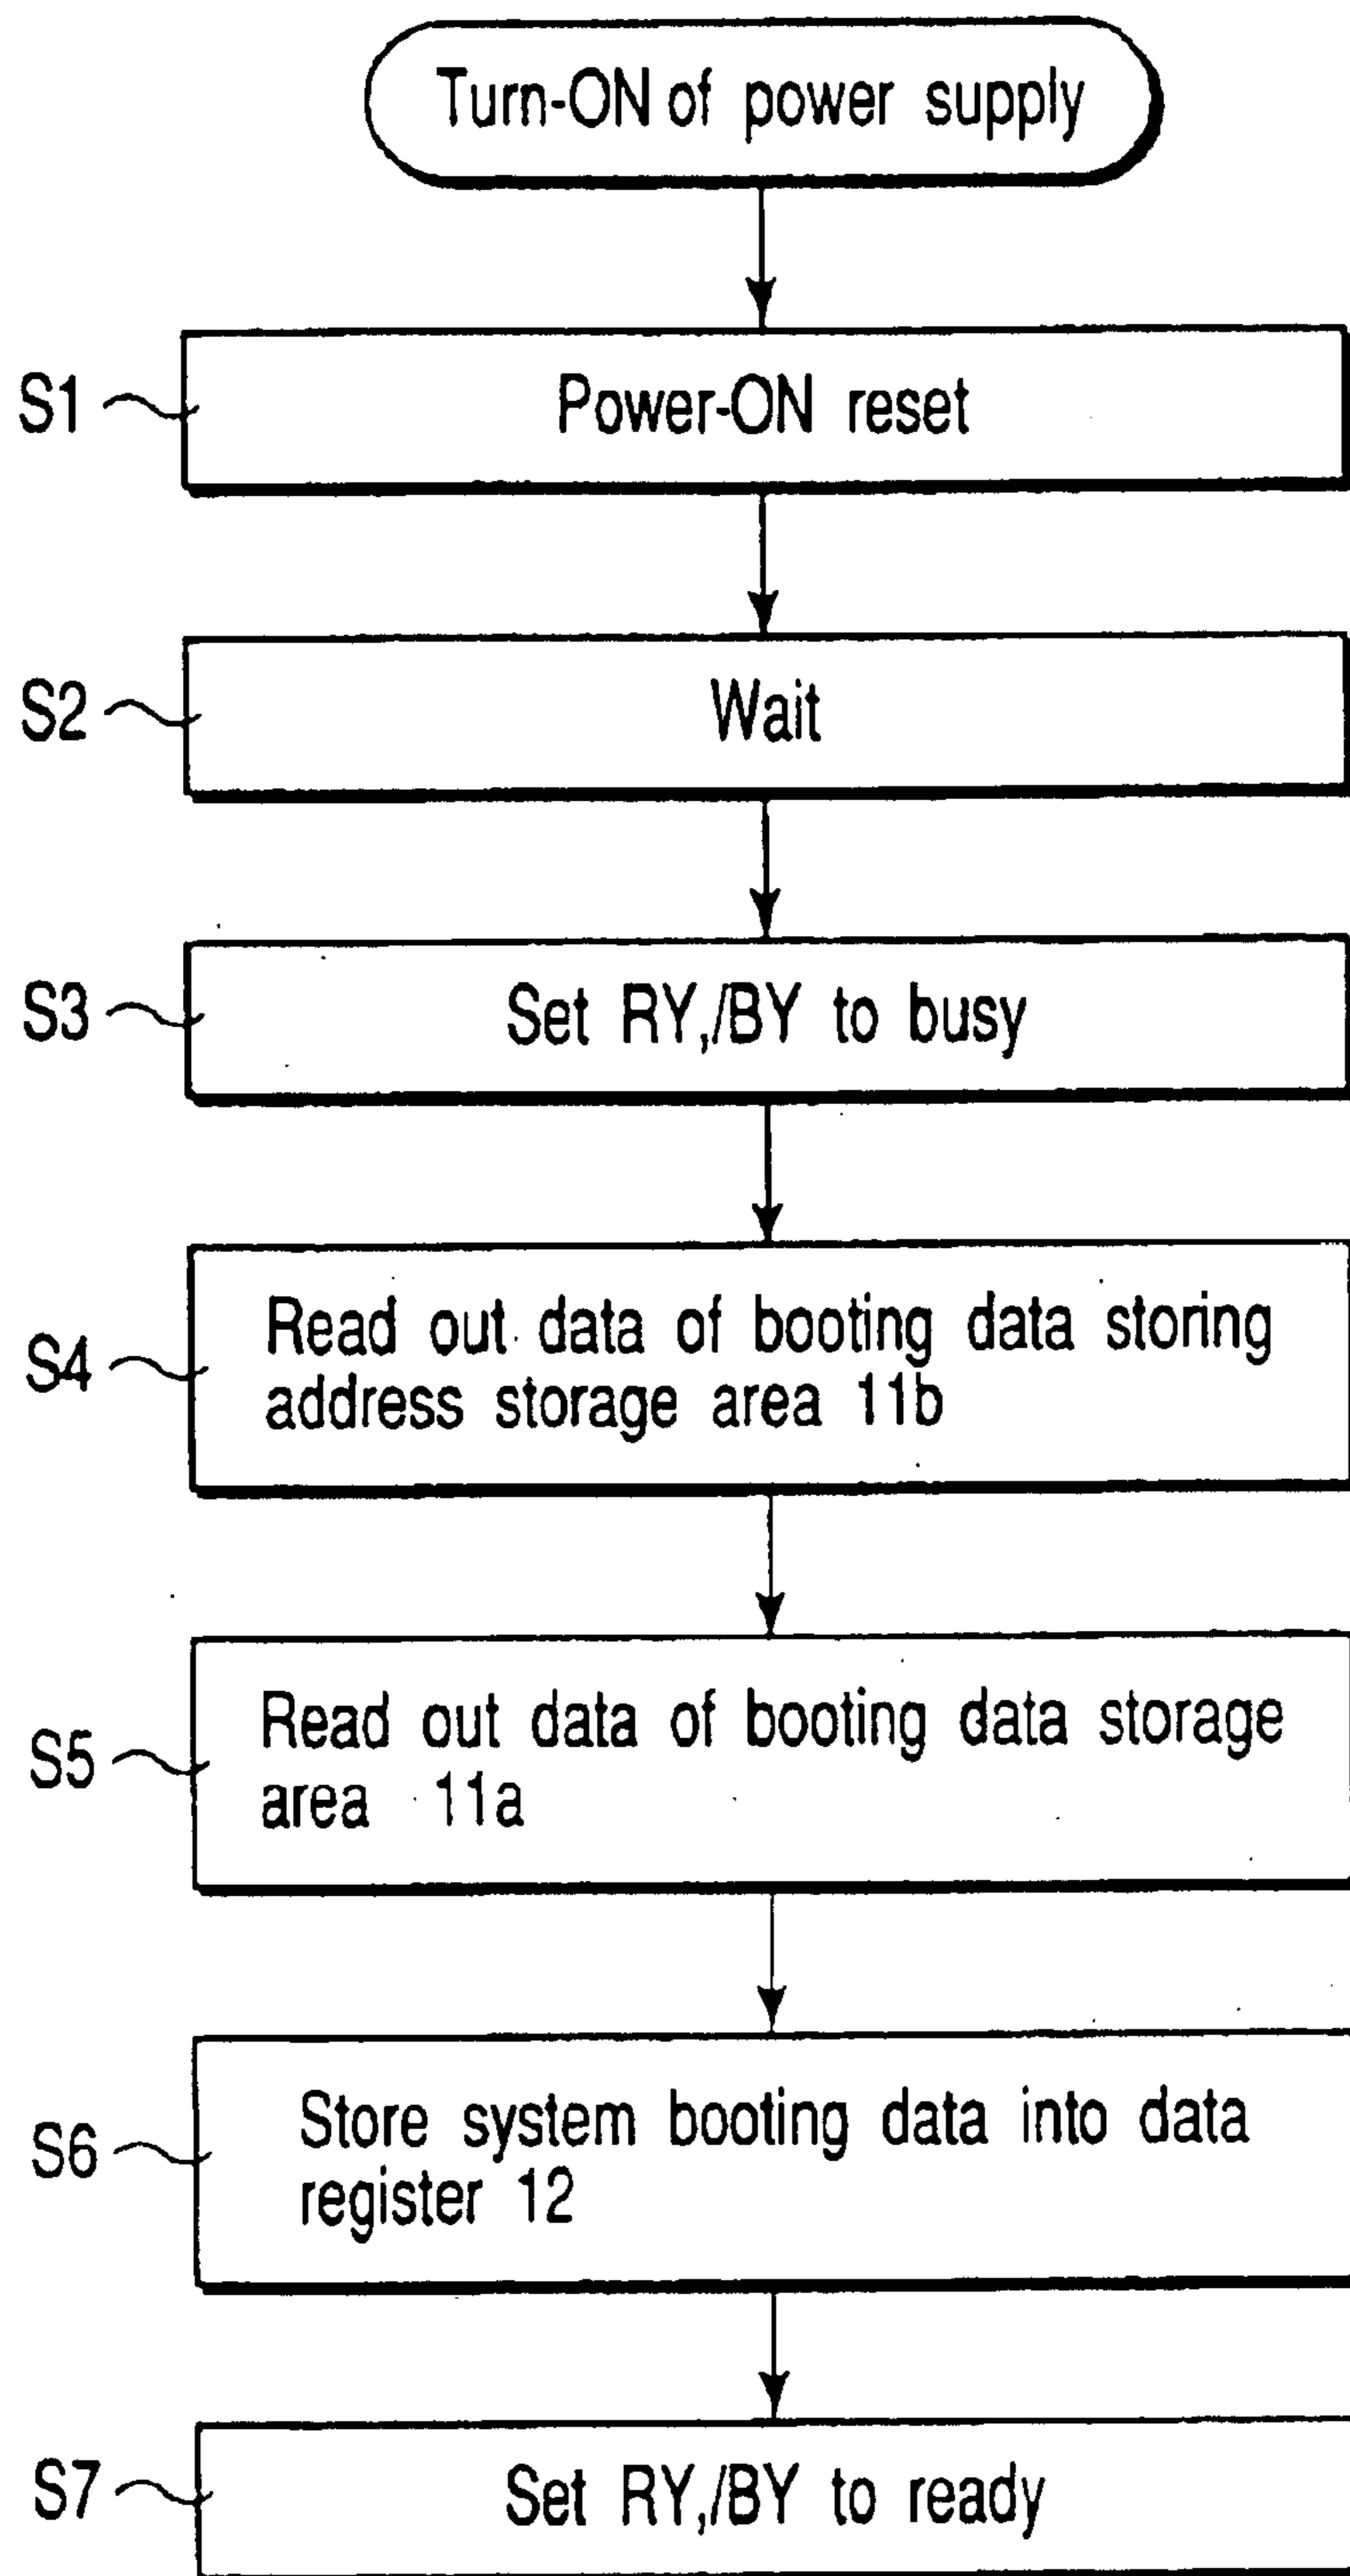 Turn-ON of power supply
S1
Power-ON reset
S2
Wait
S3
Set RY,/BY to busy
S4
Read out data of booting data storing
address storage area 11b
S5
Read out data of booting data storage
area 11a
S6
Store system booting data into data
register 12
S7
Set RY,/BY to ready